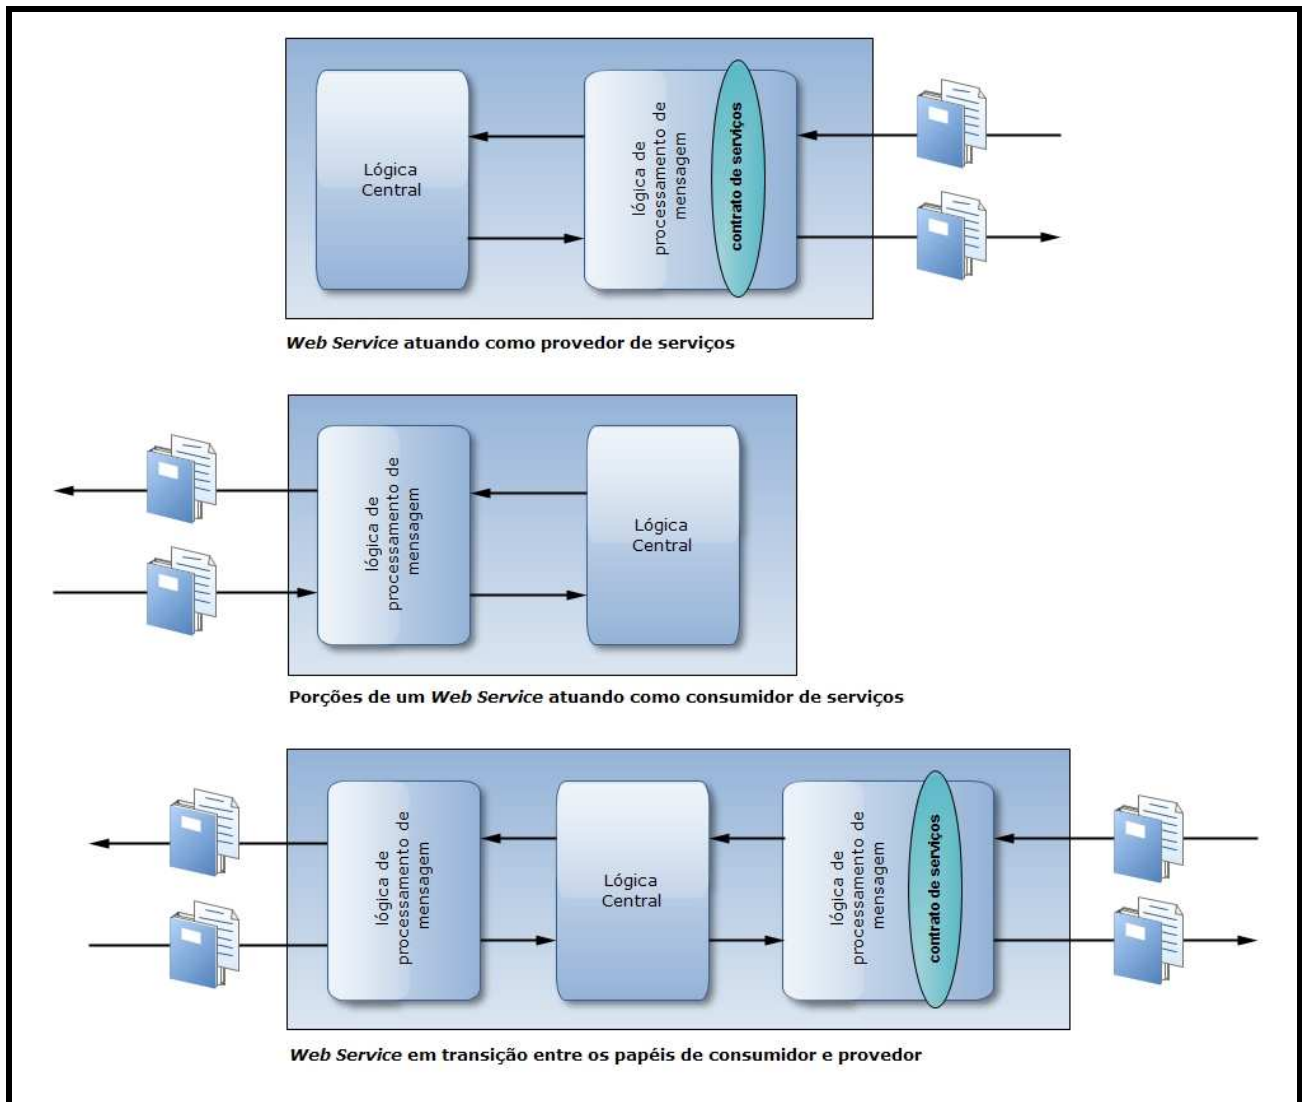 Lógica
Central
lógica de
processamento de
mensagem
contrato de serviços
Web Service atuando como provedor de serviços
lógica de
processamento de
mensagem
Lógica
Central
Porções de um Web Service atuando como consumidor de serviços
lógica de
processamento de
mensagem
Lógica
Central
lógica de
processamento de
mensagem
contrato de serviços
Web Service em transição entre os papéis de consumidor e provedor